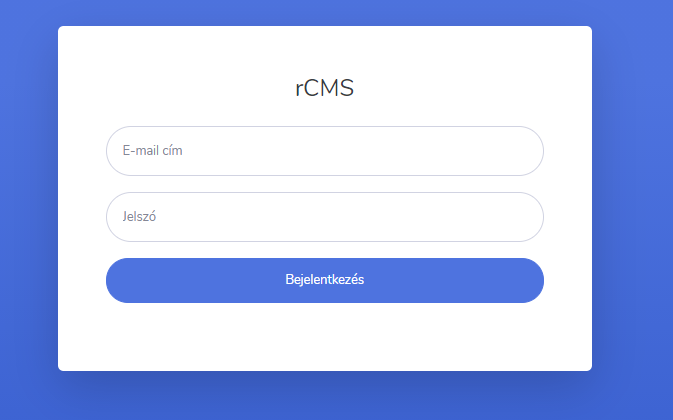 rCMS
E-mail cím
Jelszó
Bejelentkezés